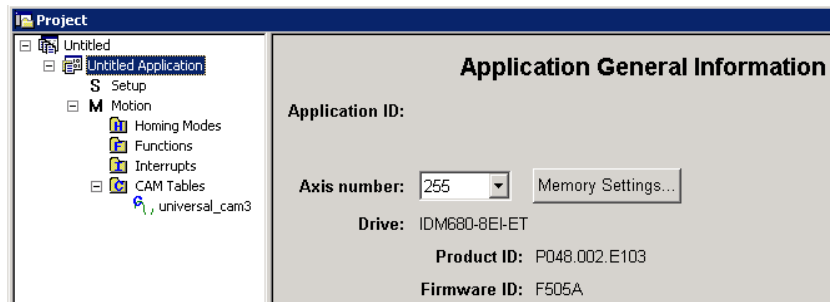 Project
Untitled
Untitled Application
S Setup
M Motion
H Homing Modes
F Functions
I Interrupts
C CAM Tables
, universal_cam3
Application General Information
Application ID:
Axis number: 255 Memory Settings...
Drive: IDM680-8EI-ET
Product ID: P048.002.E103
Firmware ID: F505A